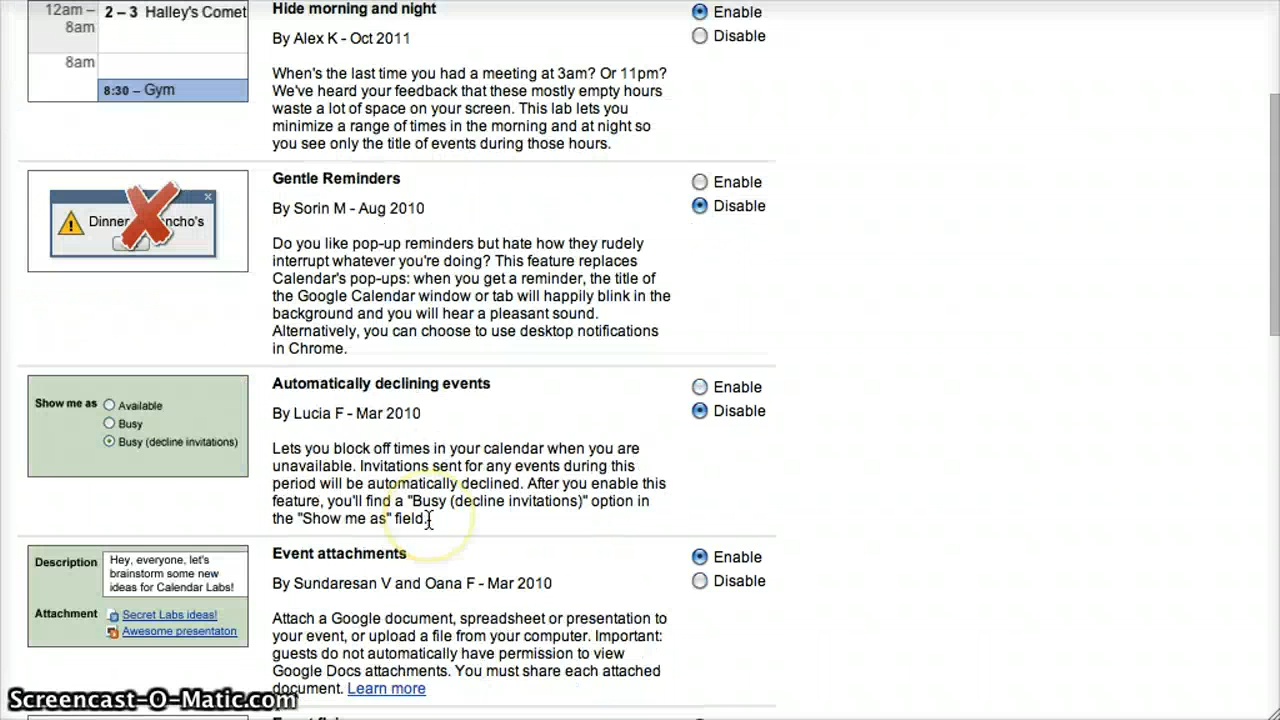 12am –
8am
2 – 3 Halley's Comet
8am
8:30 – Gym
Hide morning and night
By Alex K - Oct 2011
When's the last time you had a meeting at 3am? Or 11pm?
We've heard your feedback that these mostly empty hours
waste a lot of space on your screen. This lab lets you
minimize a range of times in the morning and at night so
you see only the title of events during those hours.
Enable
Disable
Dinner ncho's
Gentle Reminders
By Sorin M - Aug 2010
Do you like pop-up reminders but hate how they rudely
interrupt whatever you're doing? This feature replaces
Calendar's pop-ups: when you get a reminder, the title of
the Google Calendar window or tab will happily blink in the
background and you will hear a pleasant sound.
Alternatively, you can choose to use desktop notifications
in Chrome.
Enable
Disable
Show me as
Available
Busy
Busy (decline invitations)
Automatically declining events
By Lucia F - Mar 2010
Lets you block off times in your calendar when you are
unavailable. Invitations sent for any events during this
period will be automatically declined. After you enable this
feature, you'll find a "Busy (decline invitations)" option in
the "Show me as" field.
Enable
Disable
Description
Hey, everyone, let's
brainstorm some new
ideas for Calendar Labs!
Attachment
Secret Labs ideas!
Awesome presentaton
Event attachments
By Sundaresan V and Oana F - Mar 2010
Attach a Google document, spreadsheet or presentation to
your event, or upload a file from your computer. Important:
guests do not automatically have permission to view
Google Docs attachments. You must share each attached
document. Learn more
Enable
Disable
Screencast-O-Matic.com